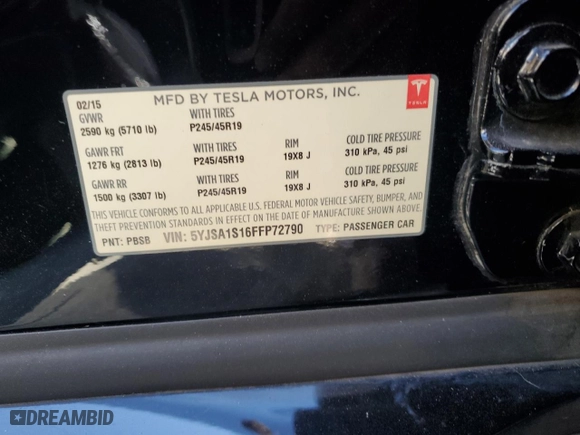 02/15 MFD BY TESLA MOTORS, INC. TESLA
GVWR WITH TIRES
2590 kg (5710 lb) P245/45R19
GAWR FRT WITH TIRES RIM COLD TIRE PRESSURE
1276 kg (2813 lb) P245/45R19 19X8 J 310 kPa, 45 psi
GAWR RR WITH TIRES RIM COLD TIRE PRESSURE
1500 kg (3307 lb) P245/45R19 19X8 J 310 kPa, 45 psi
THIS VEHICLE CONFORMS TO ALL APPLICABLE U.S. FEDERAL MOTOR VEHICLE SAFETY, BUMPER, AND
THEFT PREVENTION STANDARDS IN EFFECT ON THE DATE OF MANUFACTURE SHOWN ABOVE.
PNT: PBSB VIN: 5YJSA1S16FFP72790 TYPE: PASSENGER CAR
DREAMBID